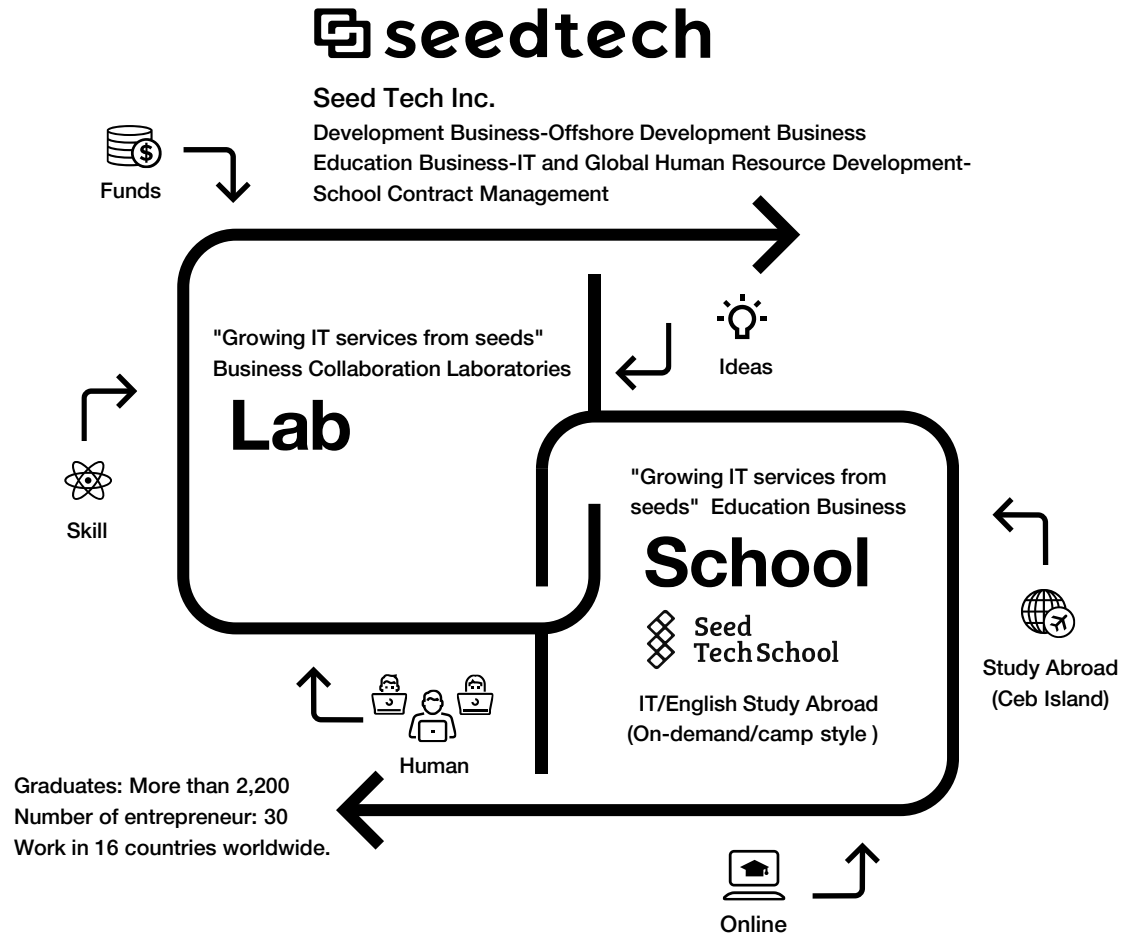 seedtech
Seed Tech Inc.
Development Business-Offshore Development Business
Education Business-IT and Global Human Resource Development-
School Contract Management
Funds
"Growing IT services from seeds"
Business Collaboration Laboratories
Lab
Ideas
Skill
"Growing IT services from
seeds" Education Business
School
Seed
Tech School
IT/English Study Abroad
(On-demand/camp style )
Study Abroad
(Ceb Island)
Human
Graduates: More than 2,200
Number of entrepreneur: 30
Work in 16 countries worldwide.
Online